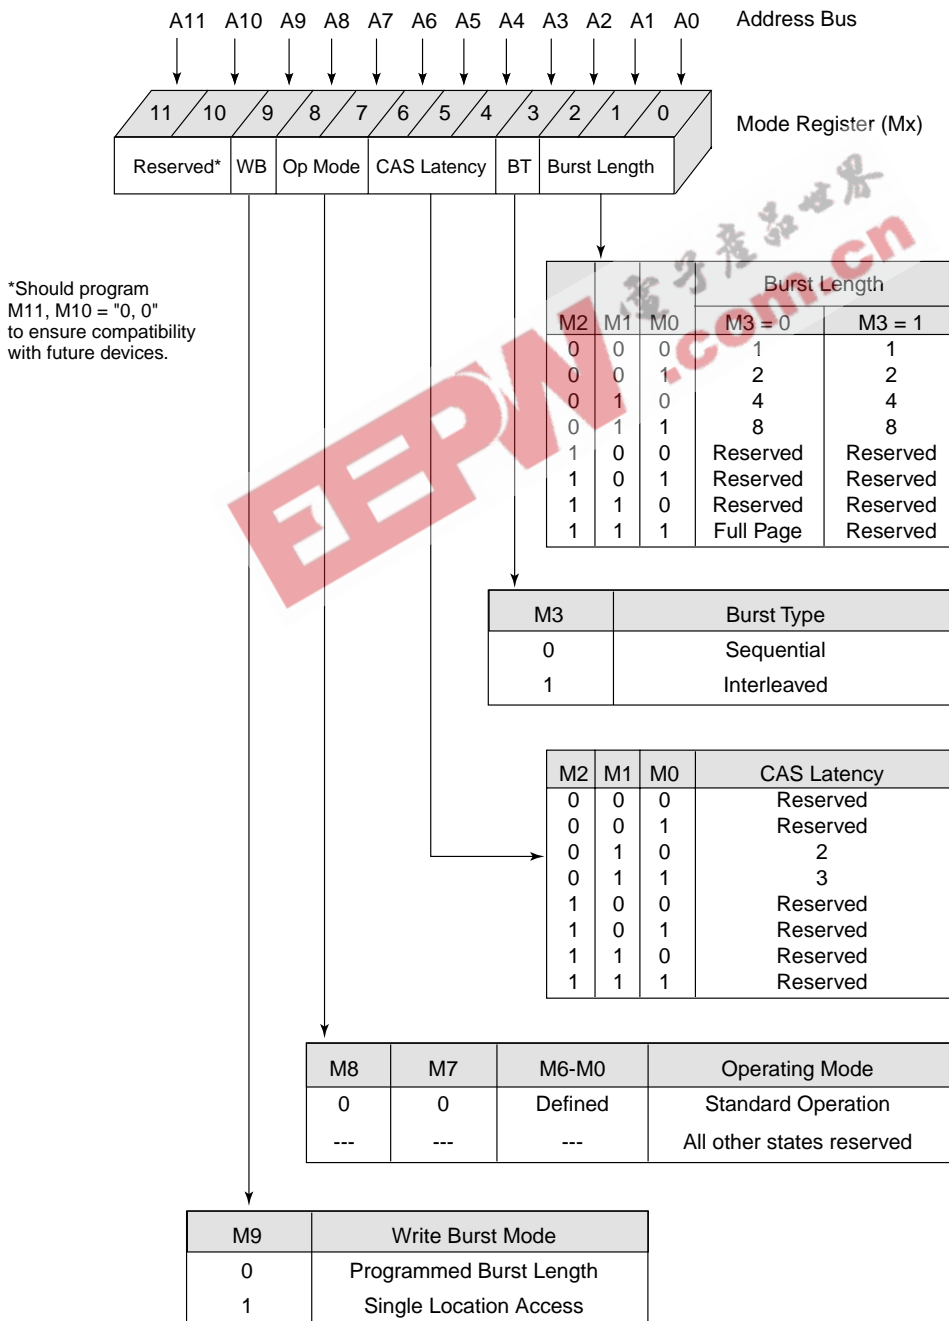 A11 A10 A9 A8 A7 A6 A5 A4 A3 A2 A1 A0 Address Bus
11 10 9 8 7 6 5 4 3 2 1 0
Mode Register (Mx)
Reserved* WB Op Mode CAS Latency BT Burst Length
*Should program
M11, M10 = "0, 0"
to ensure compatibility
with future devices.
Burst Length
M2 M1 M0 M3 = 0 M3 = 1
0 0 0 1 1
0 0 1 2 2
0 1 0 4 4
0 1 1 8 8
1 0 0 Reserved Reserved
1 0 1 Reserved Reserved
1 1 0 Reserved Reserved
1 1 1 Full Page Reserved
EEPW.com.cn
電子產品世界
M3 Burst Type
0 Sequential
1 Interleaved
M2 M1 M0 CAS Latency
0 0 0 Reserved
0 0 1 Reserved
0 1 0 2
0 1 1 3
1 0 0 Reserved
1 0 1 Reserved
1 1 0 Reserved
1 1 1 Reserved
M8 M7 M6-M0 Operating Mode
0 0 Defined Standard Operation
--- --- --- All other states reserved
M9 Write Burst Mode
0 Programmed Burst Length
1 Single Location Access